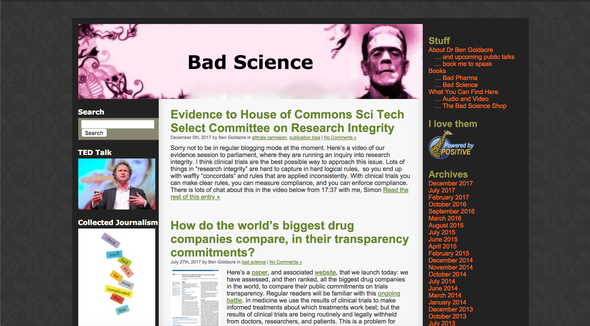 Bad Science
Search
Search
TED Talk
Collected Journalism
Evidence to House of Commons Sci Tech
Select Committee on Research Integrity
December 5th, 2017 by Ben Goldacre in alltrials campaign, publication bias | No Comments »
Sorry not to be in regular blogging mode at the moment. Here's a video of our
evidence session to parliament, where they are running an inquiry into research
integrity. I think clinical trials are the best possible way to approach this issue. Lots of
things in "research integrity" are hard to capture in hard logical rules, so you end up
with waffly "concordats" and rules that are applied inconsistently. With clinical trials you
can make clear rules, you can measure compliance, and you can enforce compliance.
There is lots of chat about this in the video below from 17:37 with me, Simon Read the
rest of this entry »
How do the world's biggest drug
companies compare, in their transparency
commitments?
July 27th, 2017 by Ben Goldacre in bad science | No Comments »
Here's a paper, and associated website, that we launch today: we
have assessed, and then ranked, all the biggest drug companies
in the world, to compare their public commitments on trials
transparency. Regular readers will be familiar with this ongoing
battle. In medicine we use the results of clinical trials to make
informed treatments about which treatments work best; but the
results of clinical trials are being routinely and legally withheld
from doctors, researchers, and patients. This is a problem for
Stuff
About Dr Ben Goldacre
... and upcoming public talks
... book me to speak
Books
... Bad Pharma
... Bad Science
What You Can Find Here
... Audio and Video
... The Bad Science Shop
I love them
Powered by
POSITIVE
Archives
December 2017
July 2017
February 2017
October 2016
September 2016
March 2016
August 2015
July 2015
June 2015
April 2015
February 2015
December 2014
November 2014
October 2014
July 2014
June 2014
March 2014
January 2014
December 2013
October 2013
July 2013